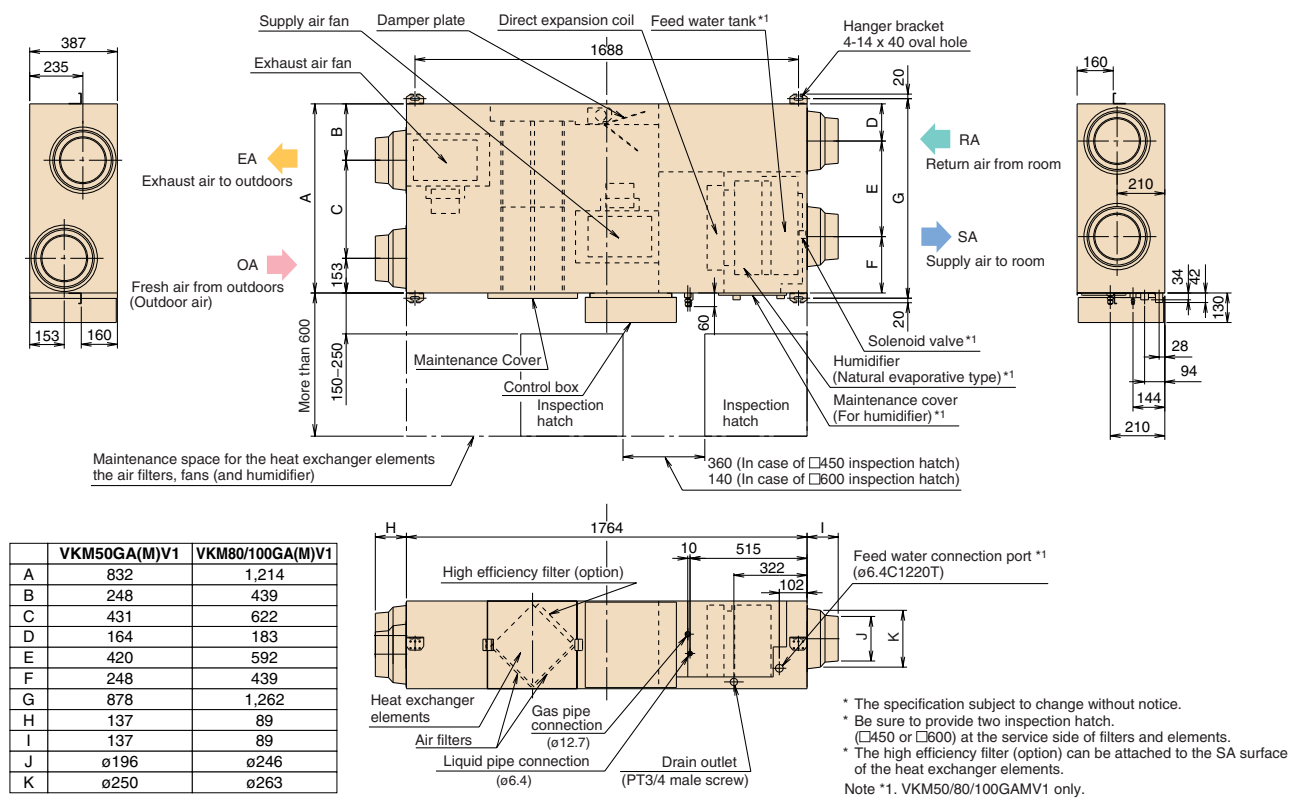 Supply air fan
Damper plate
Direct expansion coil
Feed water tank*1
Hanger bracket
4-14 x 40 oval hole
387
235
Exhaust air fan
1688
20
160
B
D
EA
Exhaust air to outdoors
A
C
E
G
RA
Return air from room
210
OA
Fresh air from outdoors
(Outdoor air)
153
F
SA
Supply air to room
34
42
130
153
160
60
20
Solenoid valve*1
28
More than 600
150–250
Maintenance Cover
Control box
Humidifier
(Natural evaporative type)*1
94
Inspection
hatch
Inspection
hatch
Maintenance cover
(For humidifier)*1
144
210
Maintenance space for the heat exchanger elements
the air filters, fans (and humidifier)
360 (In case of □450 inspection hatch)
140 (In case of □600 inspection hatch)
VKM50GA(M)V1 VKM80/100GA(M)V1
A 832 1,214
B 248 439
C 431 622
D 164 183
E 420 592
F 248 439
G 878 1,262
H 137 89
I 137 89
J ø196 ø246
K ø250 ø263
H
1764
I
10
515
322
102
Feed water connection port *1
(ø6.4C1220T)
High efficiency filter (option)
J
K
Heat exchanger
elements
Air filters
Gas pipe
connection
(ø12.7)
Liquid pipe connection
(ø6.4)
Drain outlet
(PT3/4 male screw)
* The specification subject to change without notice.
* Be sure to provide two inspection hatch.
(□450 or □600) at the service side of filters and elements.
* The high efficiency filter (option) can be attached to the SA surface
of the heat exchanger elements.
Note *1. VKM50/80/100GAMV1 only.